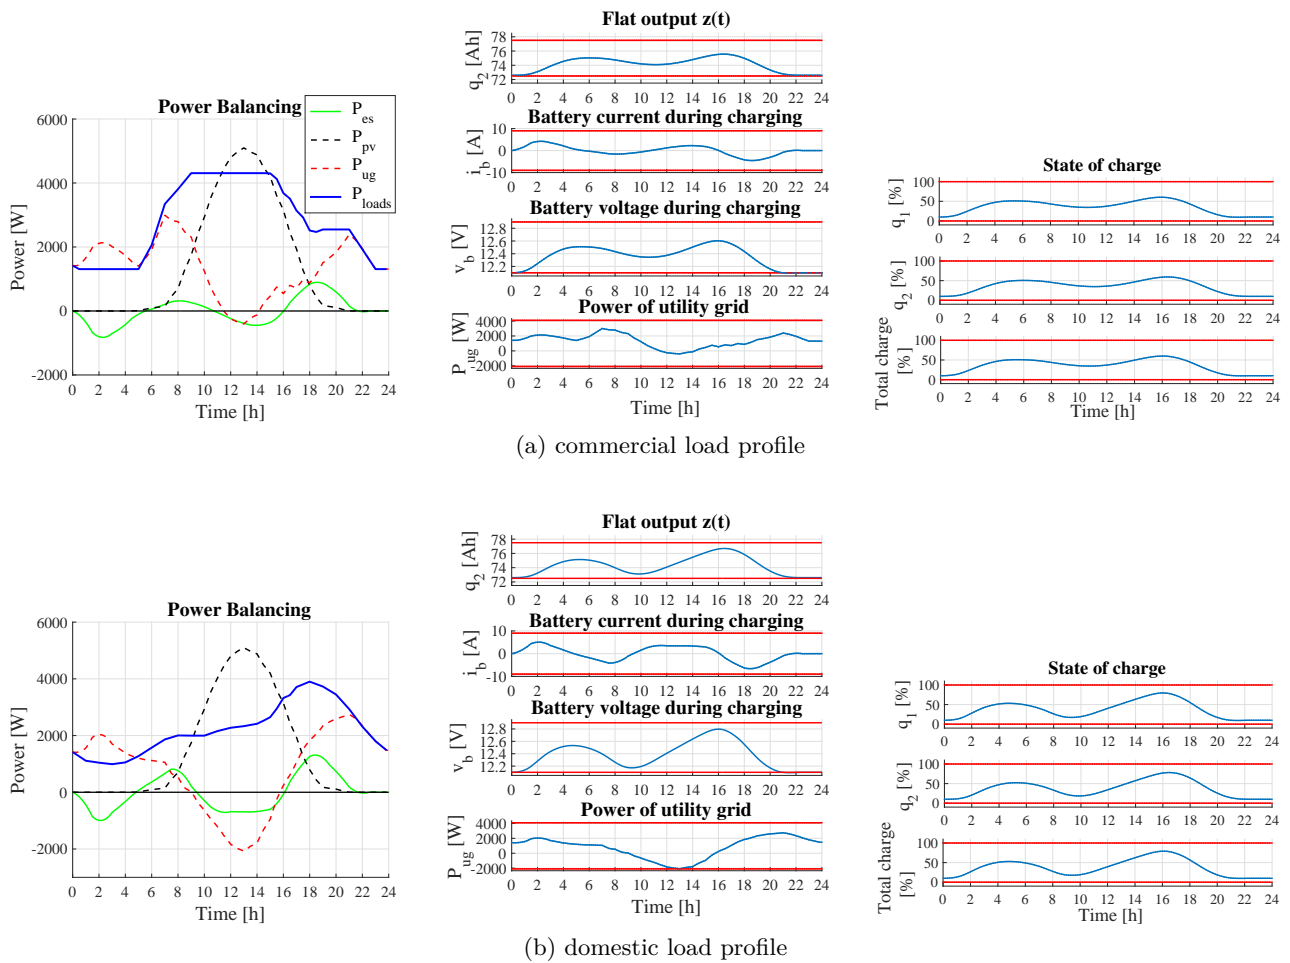 Power Balancing
P_es
P_pv
P_ug
P_loads
6000
4000
2000
0
-2000
Power [W]
0 2 4 6 8 10 12 14 16 18 20 22 24
Time [h]
Flat output z(t)
78
76
74
72
q_2 [Ah]
0 2 4 6 8 10 12 14 16 18 20 22 24
Battery current during charging
10
0
-10
i_b [A]
0 2 4 6 8 10 12 14 16 18 20 22 24
Battery voltage during charging
12.8
12.6
12.4
12.2
v_b [V]
0 2 4 6 8 10 12 14 16 18 20 22 24
Power of utility grid
4000
2000
0
-2000
P_ug [W]
0 2 4 6 8 10 12 14 16 18 20 22 24
Time [h]
State of charge
100
50
0
q_1 [%]
0 2 4 6 8 10 12 14 16 18 20 22 24
100
50
0
q_2 [%]
0 2 4 6 8 10 12 14 16 18 20 22 24
100
50
0
Total charge
[%]
0 2 4 6 8 10 12 14 16 18 20 22 24
Time [h]
(a) commercial load profile
Power Balancing
6000
4000
2000
0
-2000
Power [W]
0 2 4 6 8 10 12 14 16 18 20 22 24
Time [h]
Flat output z(t)
78
76
74
72
q_2 [Ah]
0 2 4 6 8 10 12 14 16 18 20 22 24
Battery current during charging
10
0
-10
i_b [A]
0 2 4 6 8 10 12 14 16 18 20 22 24
Battery voltage during charging
12.8
12.6
12.4
12.2
v_b [V]
0 2 4 6 8 10 12 14 16 18 20 22 24
Power of utility grid
4000
2000
0
-2000
P_ug [W]
0 2 4 6 8 10 12 14 16 18 20 22 24
Time [h]
State of charge
100
50
0
q_1 [%]
0 2 4 6 8 10 12 14 16 18 20 22 24
100
50
0
q_2 [%]
0 2 4 6 8 10 12 14 16 18 20 22 24
100
50
0
Total charge
[%]
0 2 4 6 8 10 12 14 16 18 20 22 24
Time [h]
(b) domestic load profile